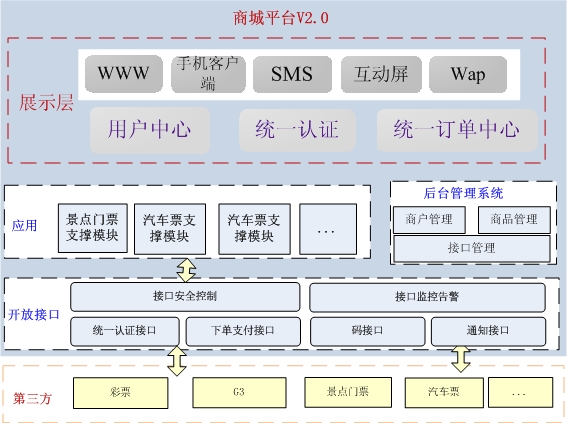 商城平台V2.0
展示层
WWW
手机客户
端
SMS
互动屏
Wap
用户中心
统一认证
统一订单中心
应用
景点门票
支撑模块
汽车票支
撑模块
汽车票支
撑模块
...
后台管理系统
商户管理
商品管理
接口管理
开放接口
接口安全控制
接口监控告警
统一认证接口
下单支付接口
码接口
通知接口
第三方
彩票
G3
景点门票
汽车票
...